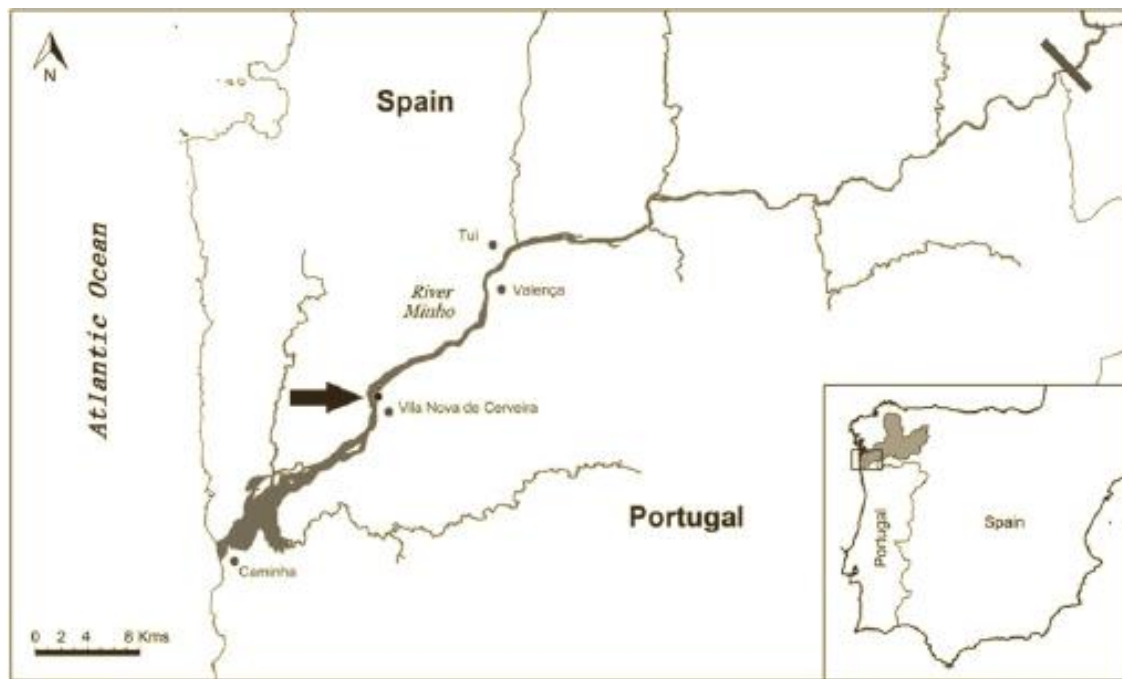 N
Spain
Atlantic Ocean
Tui
River
Minho
Valença
Vila Nova de Cerveira
Portugal
Caminha
0 2 4 8 Kms
Portugal
Spain